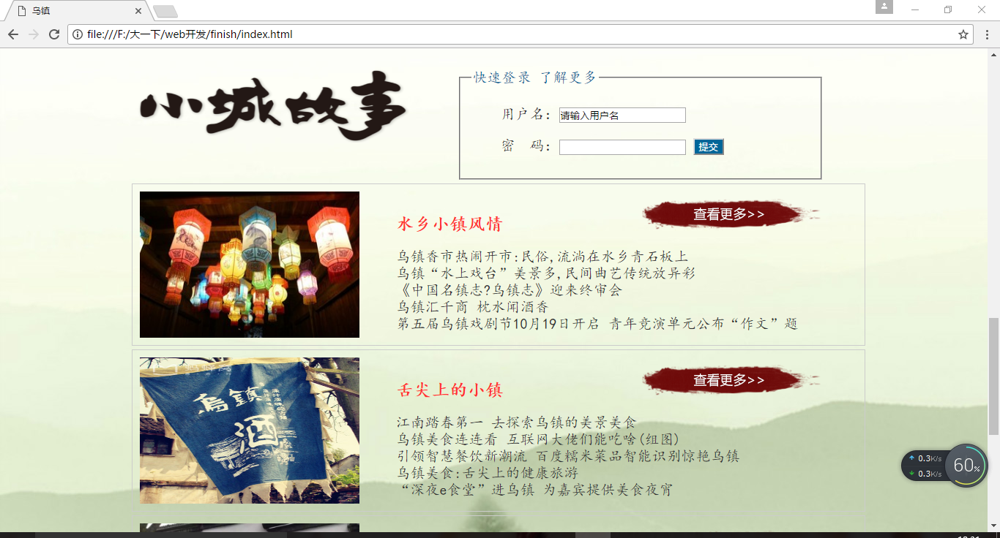 乌镇
file:///F:/大一下/web开发/finish/index.html
小城故事
快速登录 了解更多
用户名：
请输入用户名
密 码：
提交
水乡小镇风情
查看更多>>
乌镇香市热闹开市:民俗,流淌在水乡青石板上
乌镇“水上戏台”美景多,民间曲艺传统放异彩
《中国名镇志?乌镇志》迎来终审会
乌镇汇千商 枕水闻酒香
第五届乌镇戏剧节10月19日开启 青年竞演单元公布“作文”题
烏鎮
酒
舌尖上的小镇
查看更多>>
江南踏春第一 去探索乌镇的美景美食
乌镇美食连连看 互联网大佬们能吃啥(组图)
引领智慧餐饮新潮流 百度糯米菜品智能识别惊艳乌镇
乌镇美食:舌尖上的健康旅游
“深夜e食堂”进乌镇 为嘉宾提供美食夜宵
0.3K/s
0.3K/s
60%